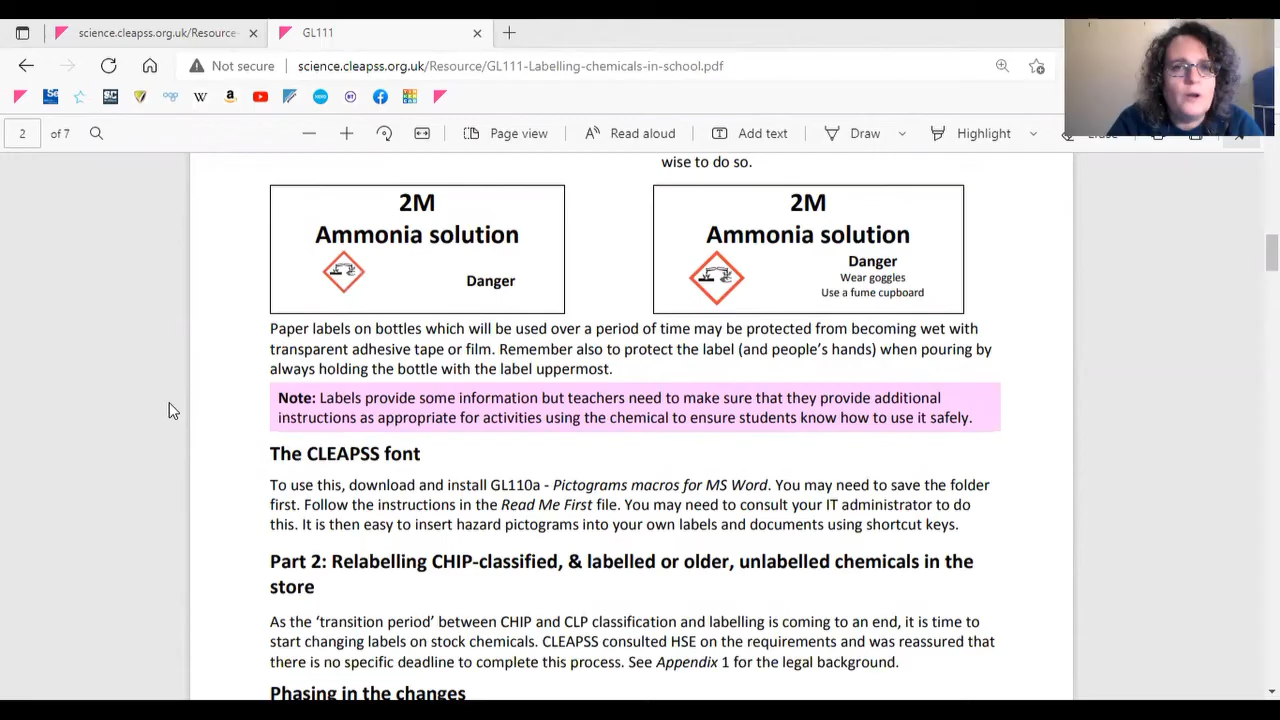 science.cleapss.org.uk/Resource
GL111
Not secure
science.cleapss.org.uk/Resource/GL111-Labelling-chemicals-in-school.pdf
2
of 7
Page view
Read aloud
Add text
Draw
Highlight
wise to do so.
2M
Ammonia solution
Danger
2M
Ammonia solution
Danger
Wear goggles
Use a fume cupboard
Paper labels on bottles which will be used over a period of time may be protected from becoming wet with
transparent adhesive tape or film. Remember also to protect the label (and people's hands) when pouring by
always holding the bottle with the label uppermost.
Note: Labels provide some information but teachers need to make sure that they provide additional
instructions as appropriate for activities using the chemical to ensure students know how to use it safely.
The CLEAPSS font
To use this, download and install GL110a - Pictograms macros for MS Word. You may need to save the folder
first. Follow the instructions in the Read Me First file. You may need to consult your IT administrator to do
this. It is then easy to insert hazard pictograms into your own labels and documents using shortcut keys.
Part 2: Relabelling CHIP-classified, & labelled or older, unlabelled chemicals in the
store
As the 'transition period' between CHIP and CLP classification and labelling is coming to an end, it is time to
start changing labels on stock chemicals. CLEAPSS consulted HSE on the requirements and was reassured that
there is no specific deadline to complete this process. See Appendix 1 for the legal background.
Phasing in the changes